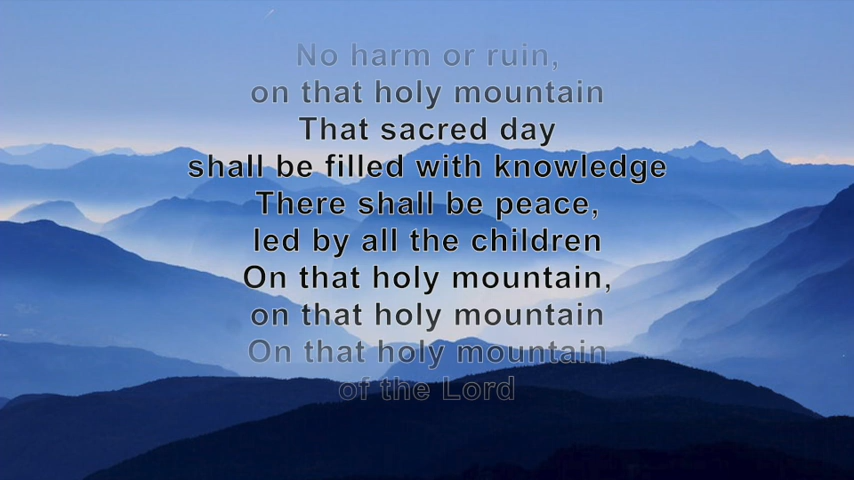 No harm or ruin,
on that holy mountain
That sacred day
shall be filled with knowledge
There shall be peace,
led by all the children
On that holy mountain,
on that holy mountain
On that holy mountain
of the Lord